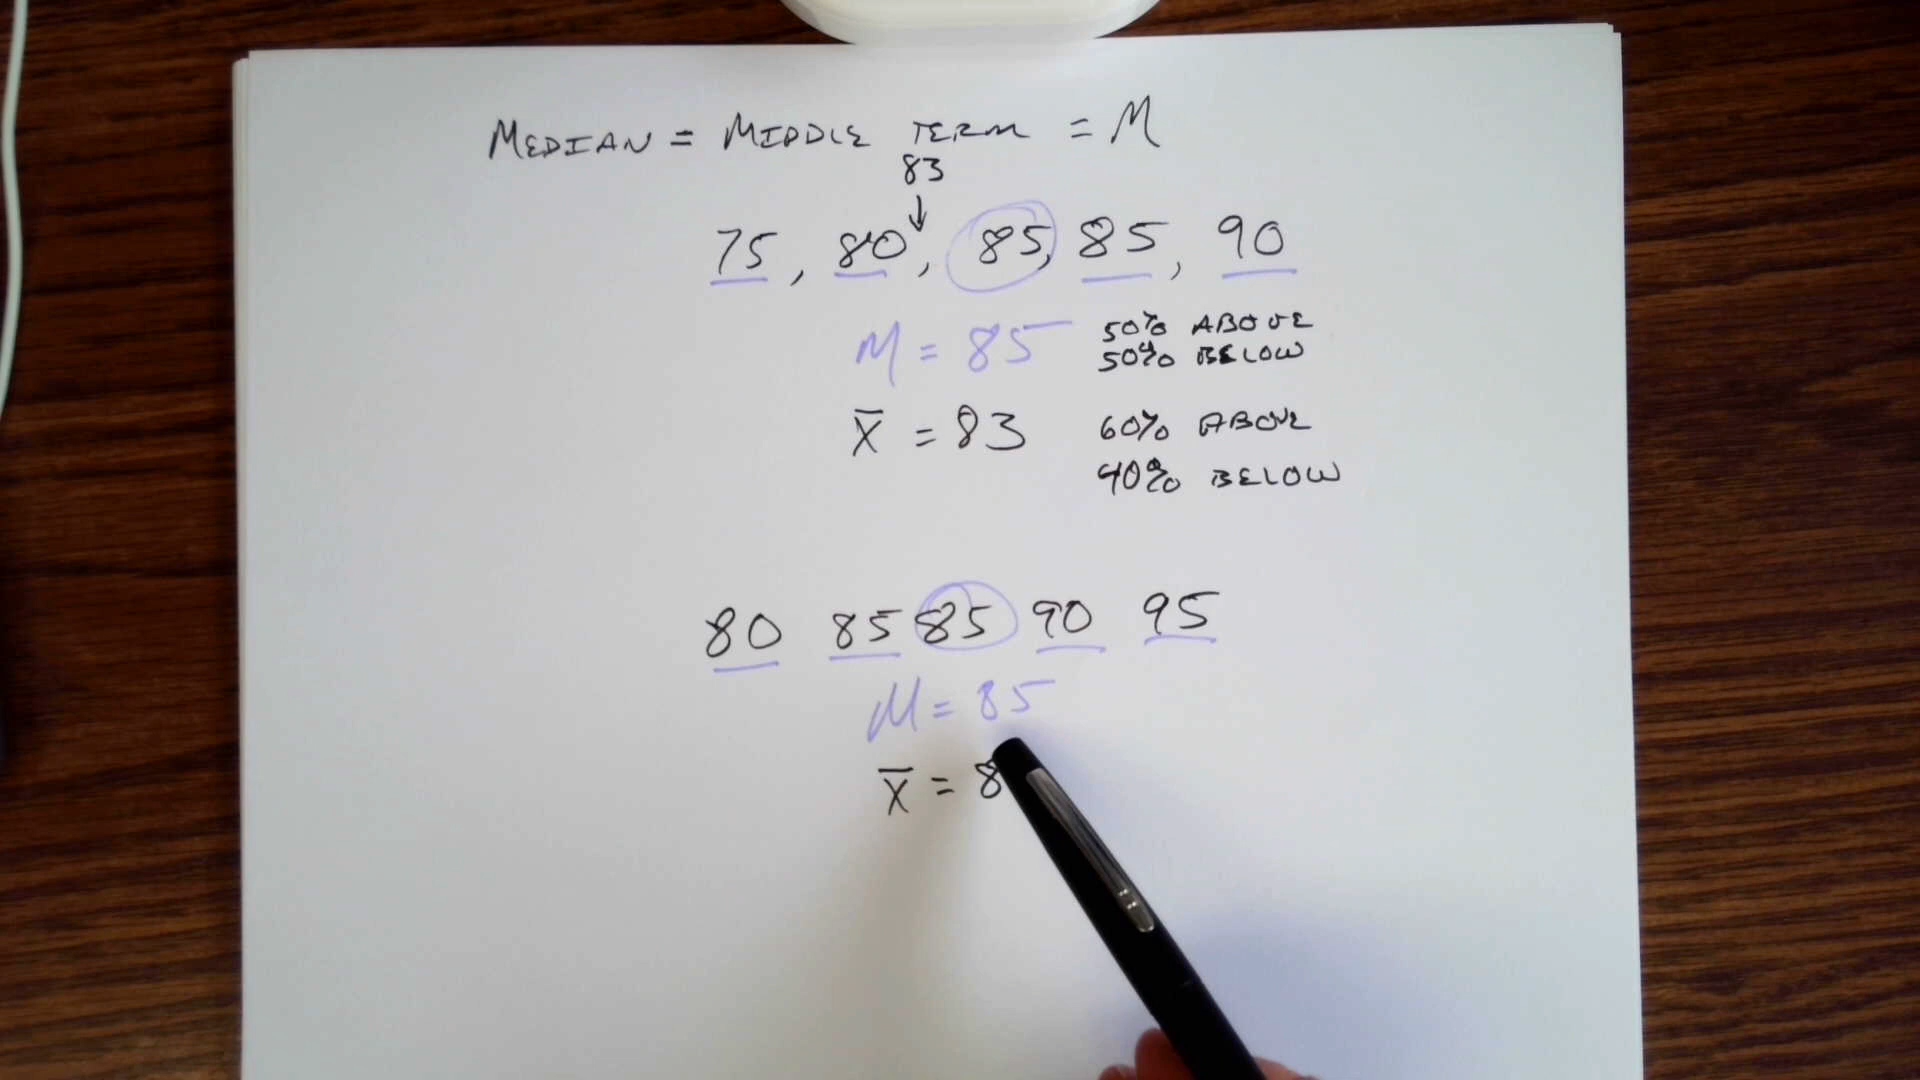 MEDIAN = MIDDLE TERM = M
83
↓
75, 80, 85, 85, 90
M = 85 50% ABOVE
50% BELOW
x̄ = 83 60% ABOVE
40% BELOW
80 85 85 90 95
M = 85
x̄ = 8